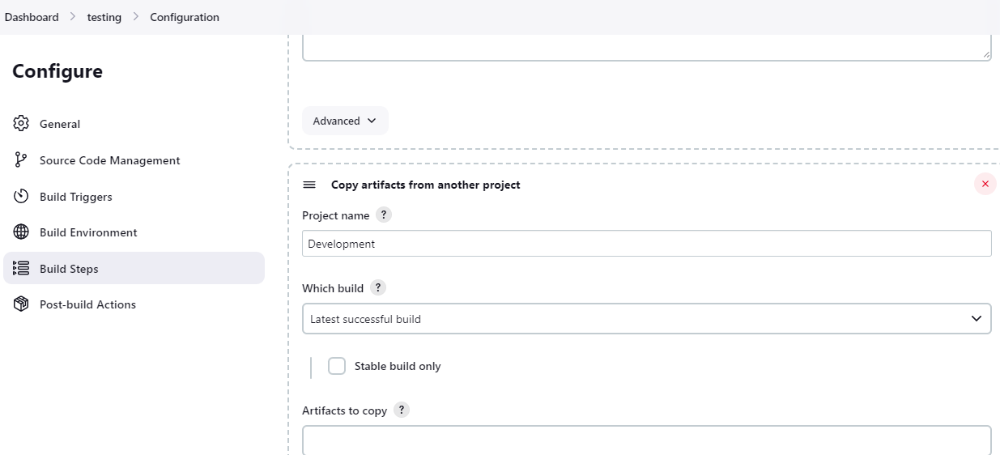 Dashboard > testing > Configuration
Configure
General
Source Code Management
Build Triggers
Build Environment
Build Steps
Post-build Actions
Advanced
Copy artifacts from another project
Project name ?
Development
Which build ?
Latest successful build
Stable build only
Artifacts to copy ?